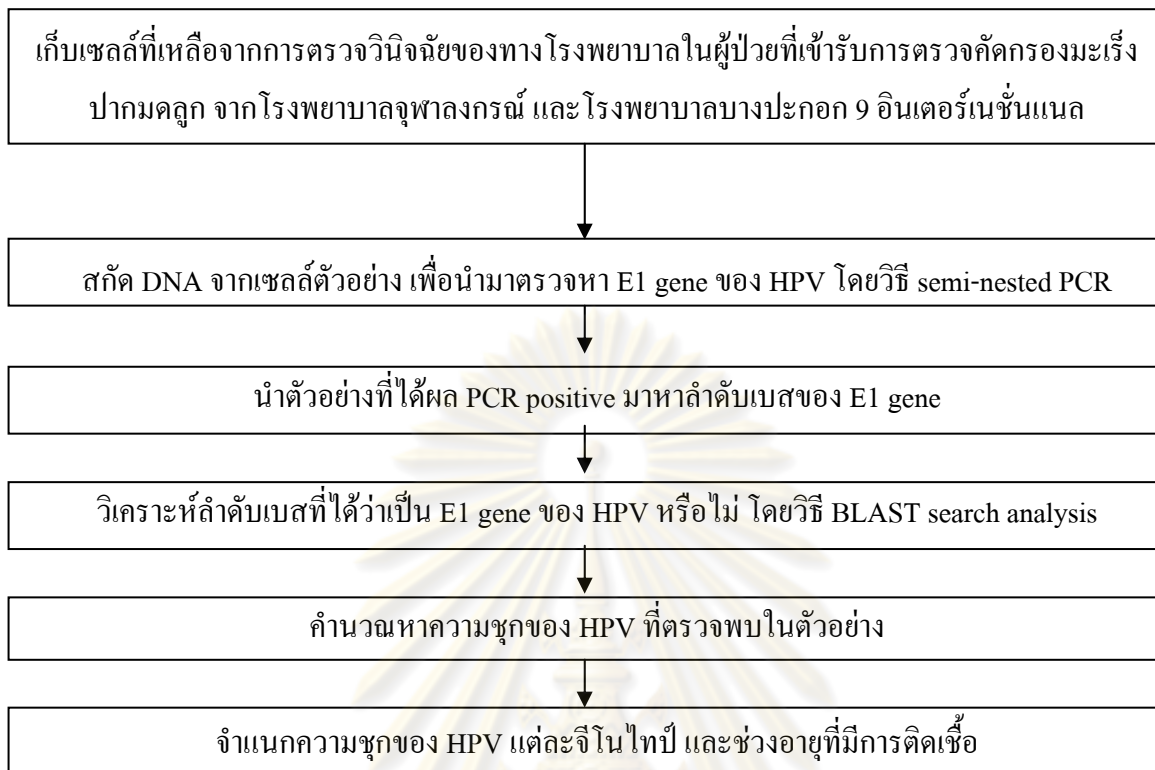 เก็บเซลล์ที่เหลือจากการตรวจวินิจฉัยของทางโรงพยาบาลในผู้ป่วยที่เข้ารับการตรวจคัดกรองมะเร็ง
ปากมดลูก จากโรงพยาบาลจุฬาลงกรณ์ และโรงพยาบาลบางปะกอก 9 อินเตอร์เนชั่นแนล
สกัด DNA จากเซลล์ตัวอย่าง เพื่อนำมาตรวจหา E1 gene ของ HPV โดยวิธี semi-nested PCR
นำตัวอย่างที่ได้ผล PCR positive มาหาลำดับเบสของ E1 gene
วิเคราะห์ลำดับเบสที่ได้ว่าเป็น E1 gene ของ HPV หรือไม่ โดยวิธี BLAST search analysis
คำนวณหาความชุกของ HPV ที่ตรวจพบในตัวอย่าง
จำแนกความชุกของ HPV แต่ละจีโนไทป์ และช่วงอายุที่มีการติดเชื้อ